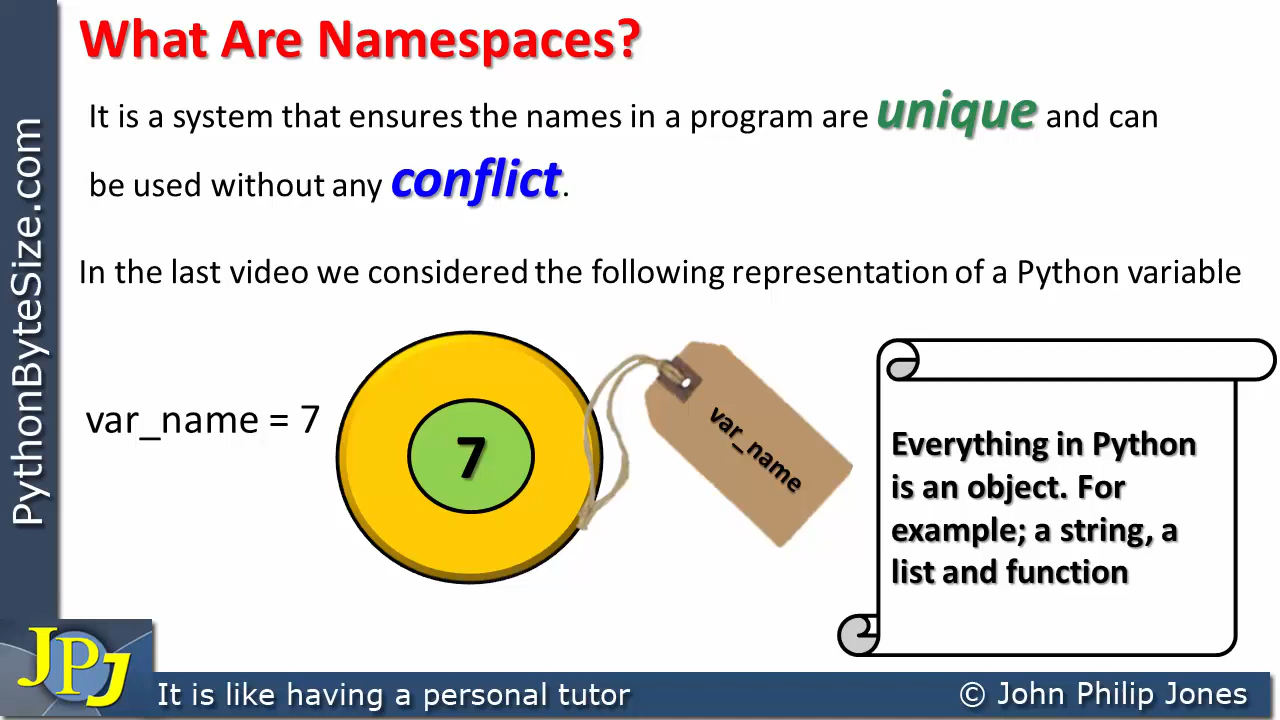 What Are Namespaces?
It is a system that ensures the names in a program are unique and can
be used without any conflict.
In the last video we considered the following representation of a Python variable
var_name = 7
7
var_name
Everything in Python
is an object. For
example; a string, a
list and function
PythonByteSize.com
JPJ
It is like having a personal tutor
© John Philip Jones